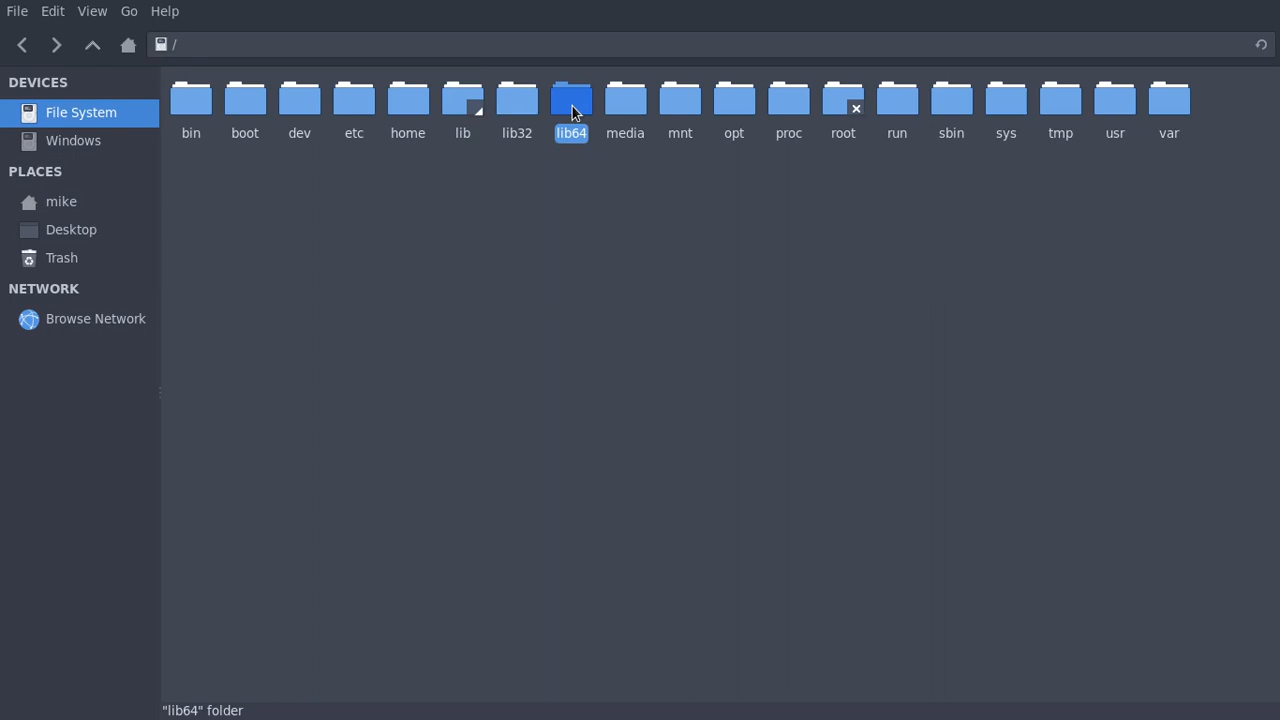 File Edit View Go Help
/
DEVICES
File System
Windows
PLACES
mike
Desktop
Trash
NETWORK
Browse Network
bin boot dev etc home lib lib32 lib64 media mnt opt proc root run sbin sys tmp usr var
"lib64" folder